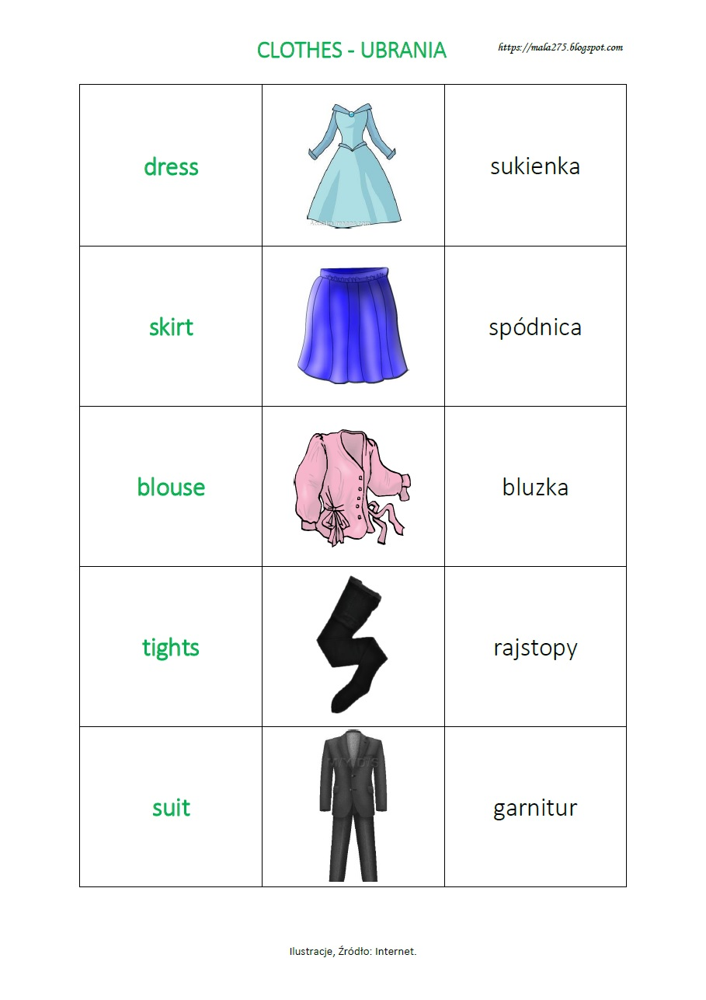 CLOTHES - UBRANIA
https://mala275.blogspot.com
dress
sukienka
skirt
spódnica
blouse
bluzka
tights
rajstopy
suit
garnitur
Ilustracje, Źródło: Internet.